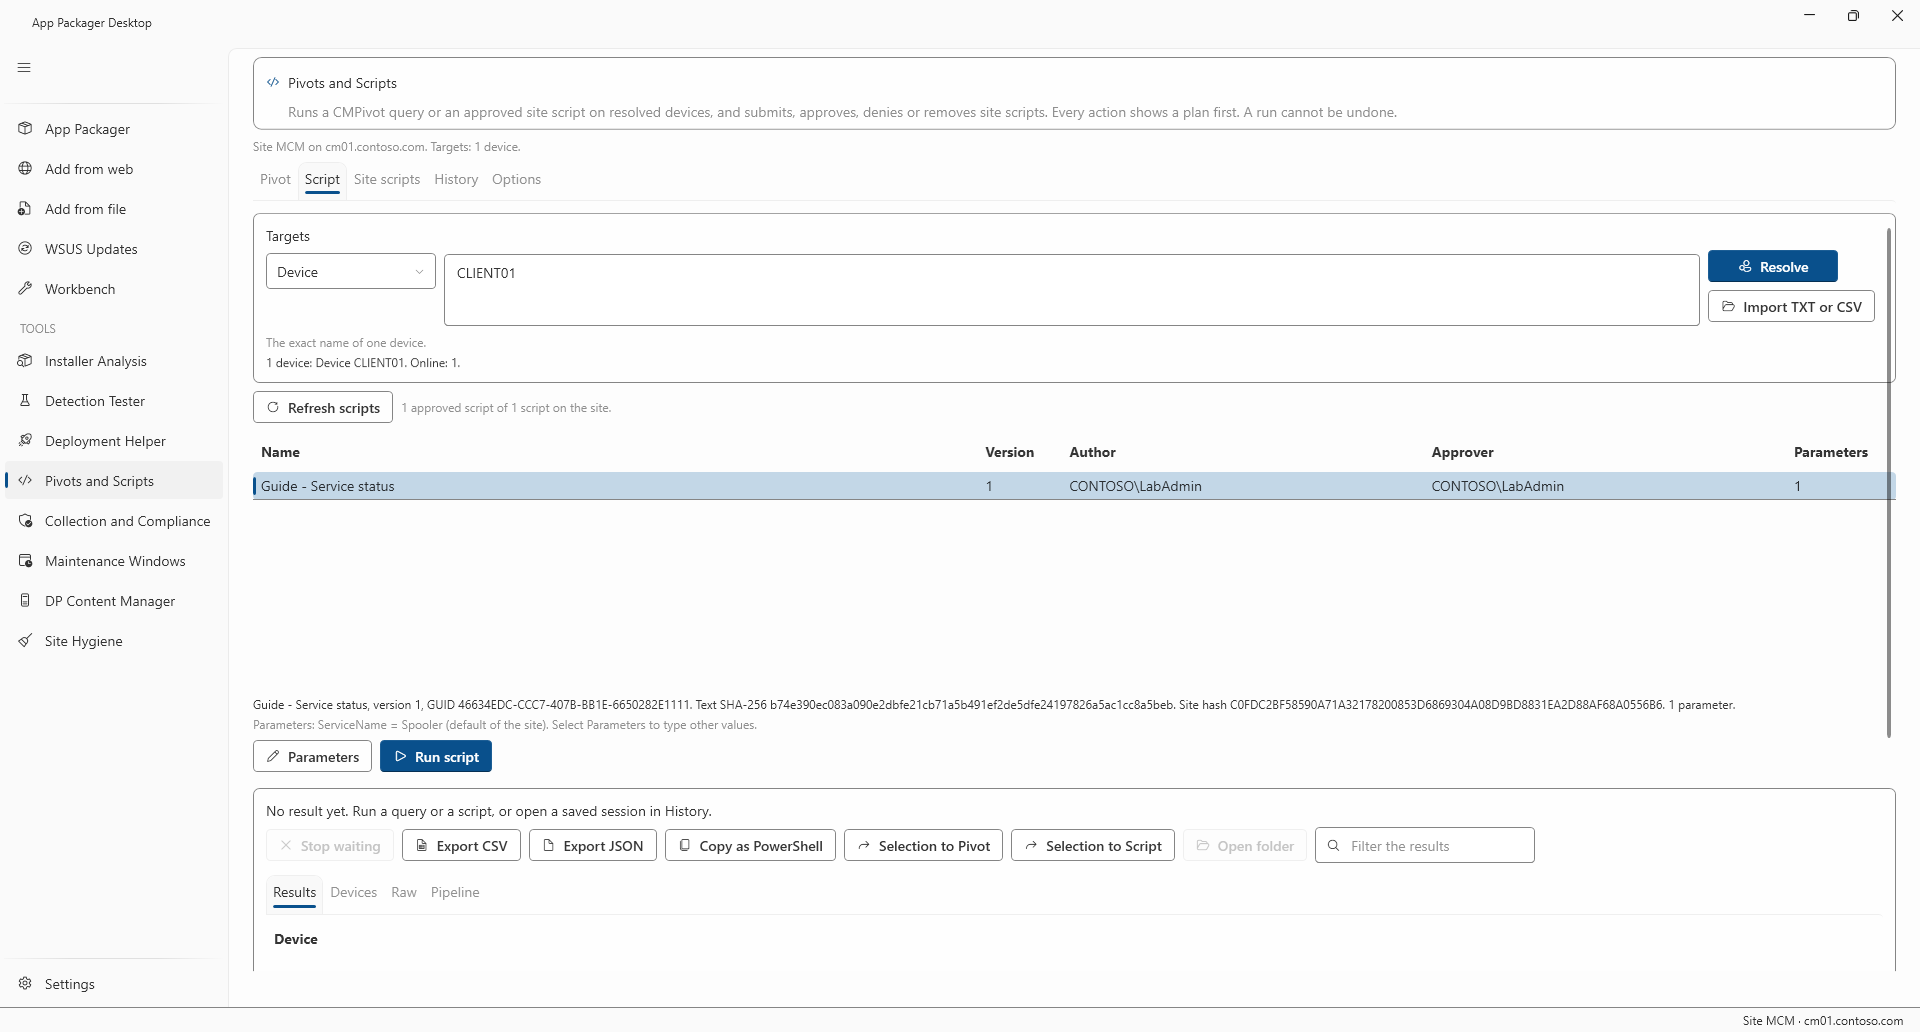 App Packager Desktop
Pivots and Scripts
Runs a CMPivot query or an approved site script on resolved devices, and submits, approves, denies or removes site scripts. Every action shows a plan first. A run cannot be undone.
Site MCM on cm01.contoso.com. Targets: 1 device.
Pivot Script Site scripts History Options
App Packager
Add from web
Add from file
WSUS Updates
Workbench
TOOLS
Installer Analysis
Detection Tester
Deployment Helper
Pivots and Scripts
Collection and Compliance
Maintenance Windows
DP Content Manager
Site Hygiene
Settings
Targets
Device
CLIENT01
Resolve
Import TXT or CSV
The exact name of one device.
1 device: Device CLIENT01. Online: 1.
Refresh scripts 1 approved script of 1 script on the site.
Name Version Author Approver Parameters
Guide - Service status 1 CONTOSO\LabAdmin CONTOSO\LabAdmin 1
Guide - Service status, version 1, GUID 46634EDC-CCC7-407B-BB1E-6650282E1111. Text SHA-256 b74e390ec083a090e2dbfe21cb71a5b491ef2de5dfe24197826a5ac1cc8a5beb. Site hash C0FDC2BF58590A71A32178200853D6869304A08D9BD8831EA2D88AF68A0556B6. 1 parameter.
Parameters: ServiceName = Spooler (default of the site). Select Parameters to type other values.
Parameters Run script
No result yet. Run a query or a script, or open a saved session in History.
Stop waiting Export CSV Export JSON Copy as PowerShell Selection to Pivot Selection to Script Open folder Filter the results
Results Devices Raw Pipeline
Device
Site MCM · cm01.contoso.com